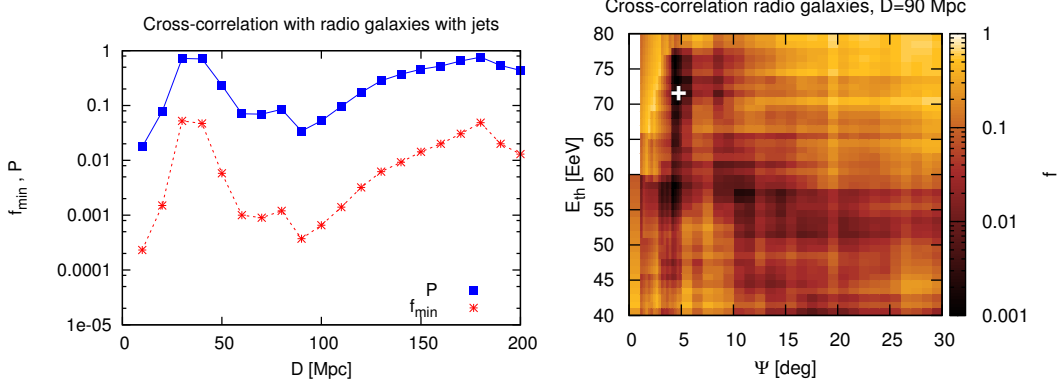 Cross-correlation with radio galaxies with jets
1
0.1
0.01
0.001
0.0001
1e-05
f_min , P
0 50 100 150 200
D [Mpc]
P
f_min
Cross-correlation radio galaxies, D=90 Mpc
80
75
70
65
60
55
50
45
40
E_th [EeV]
0 5 10 15 20 25 30
Ψ [deg]
1
0.1
0.01
0.001
f